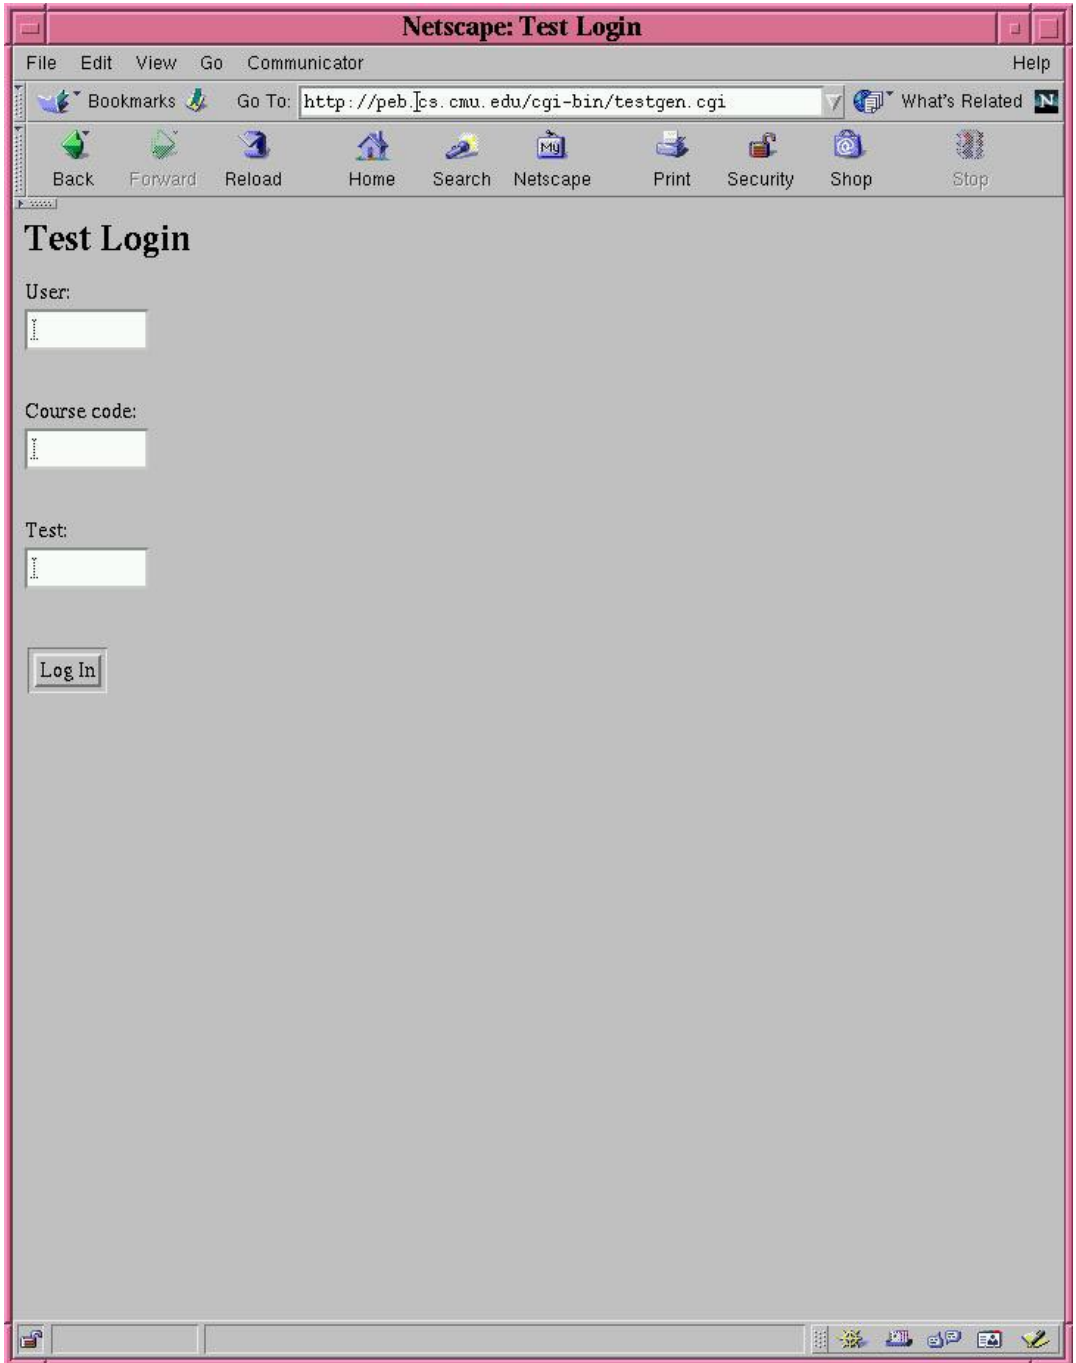 Netscape: Test Login
File Edit View Go Communicator Help
Bookmarks Go To: http://peb.cs.cmu.edu/cgi-bin/testgen.cgi What's Related N
My
Back Forward Reload Home Search Netscape Print Security Shop Stop
Test Login
User:
Course code:
Test:
Log In